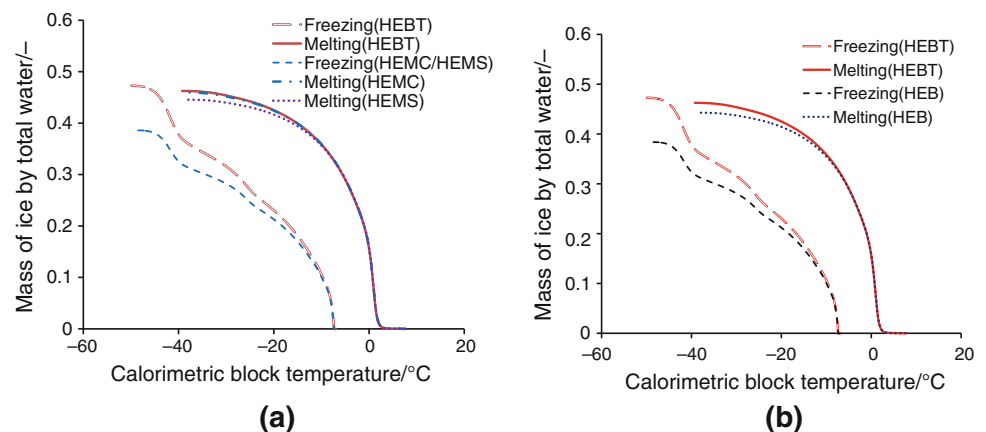 0.6
0.5
0.4
0.3
0.2
0.1
0
−60
−40
−20
0
20
Mass of ice by total water/–
Calorimetric block temperature/°C
Freezing(HEBT)
Melting(HEBT)
Freezing(HEMC/HEMS)
Melting(HEMC)
Melting(HEMS)
(a)
0.6
0.5
0.4
0.3
0.2
0.1
0
−60
−40
−20
0
20
Mass of ice by total water/–
Calorimetric block temperature/°C
Freezing(HEBT)
Melting(HEBT)
Freezing(HEB)
Melting(HEB)
(b)